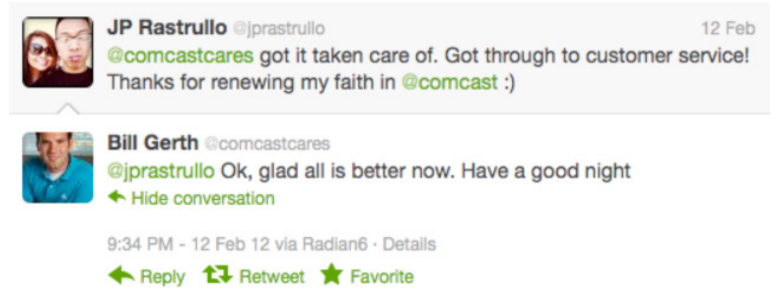 JP Rastrullo @jprastrullo 12 Feb
@comcastcares got it taken care of. Got through to customer service!
Thanks for renewing my faith in @comcast :)
Bill Gerth @comcastcares
@jprastrullo Ok, glad all is better now. Have a good night
Hide conversation
9:34 PM - 12 Feb 12 via Radian6 · Details
Reply Retweet Favorite